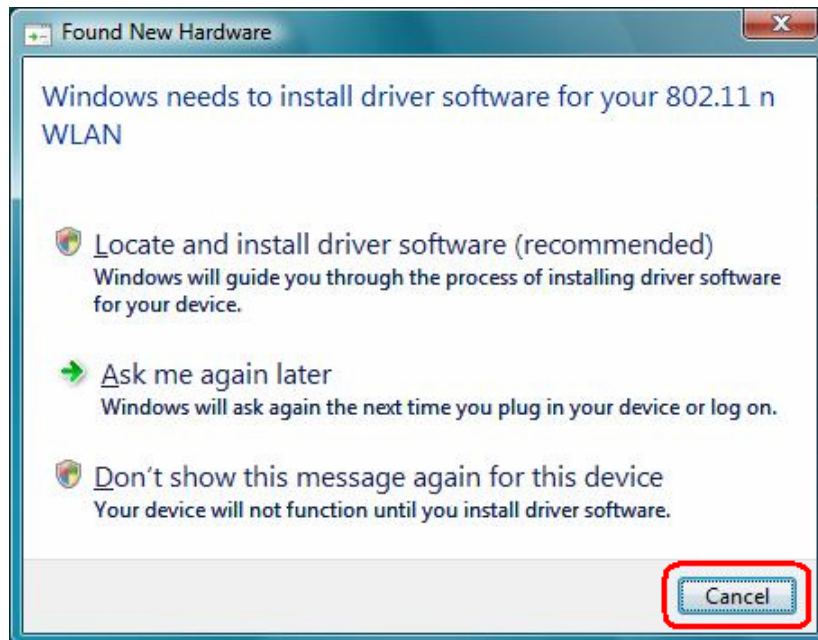 Found New Hardware
Windows needs to install driver software for your 802.11 n
WLAN
Locate and install driver software (recommended)
Windows will guide you through the process of installing driver software
for your device.
Ask me again later
Windows will ask again the next time you plug in your device or log on.
Don't show this message again for this device
Your device will not function until you install driver software.
Cancel